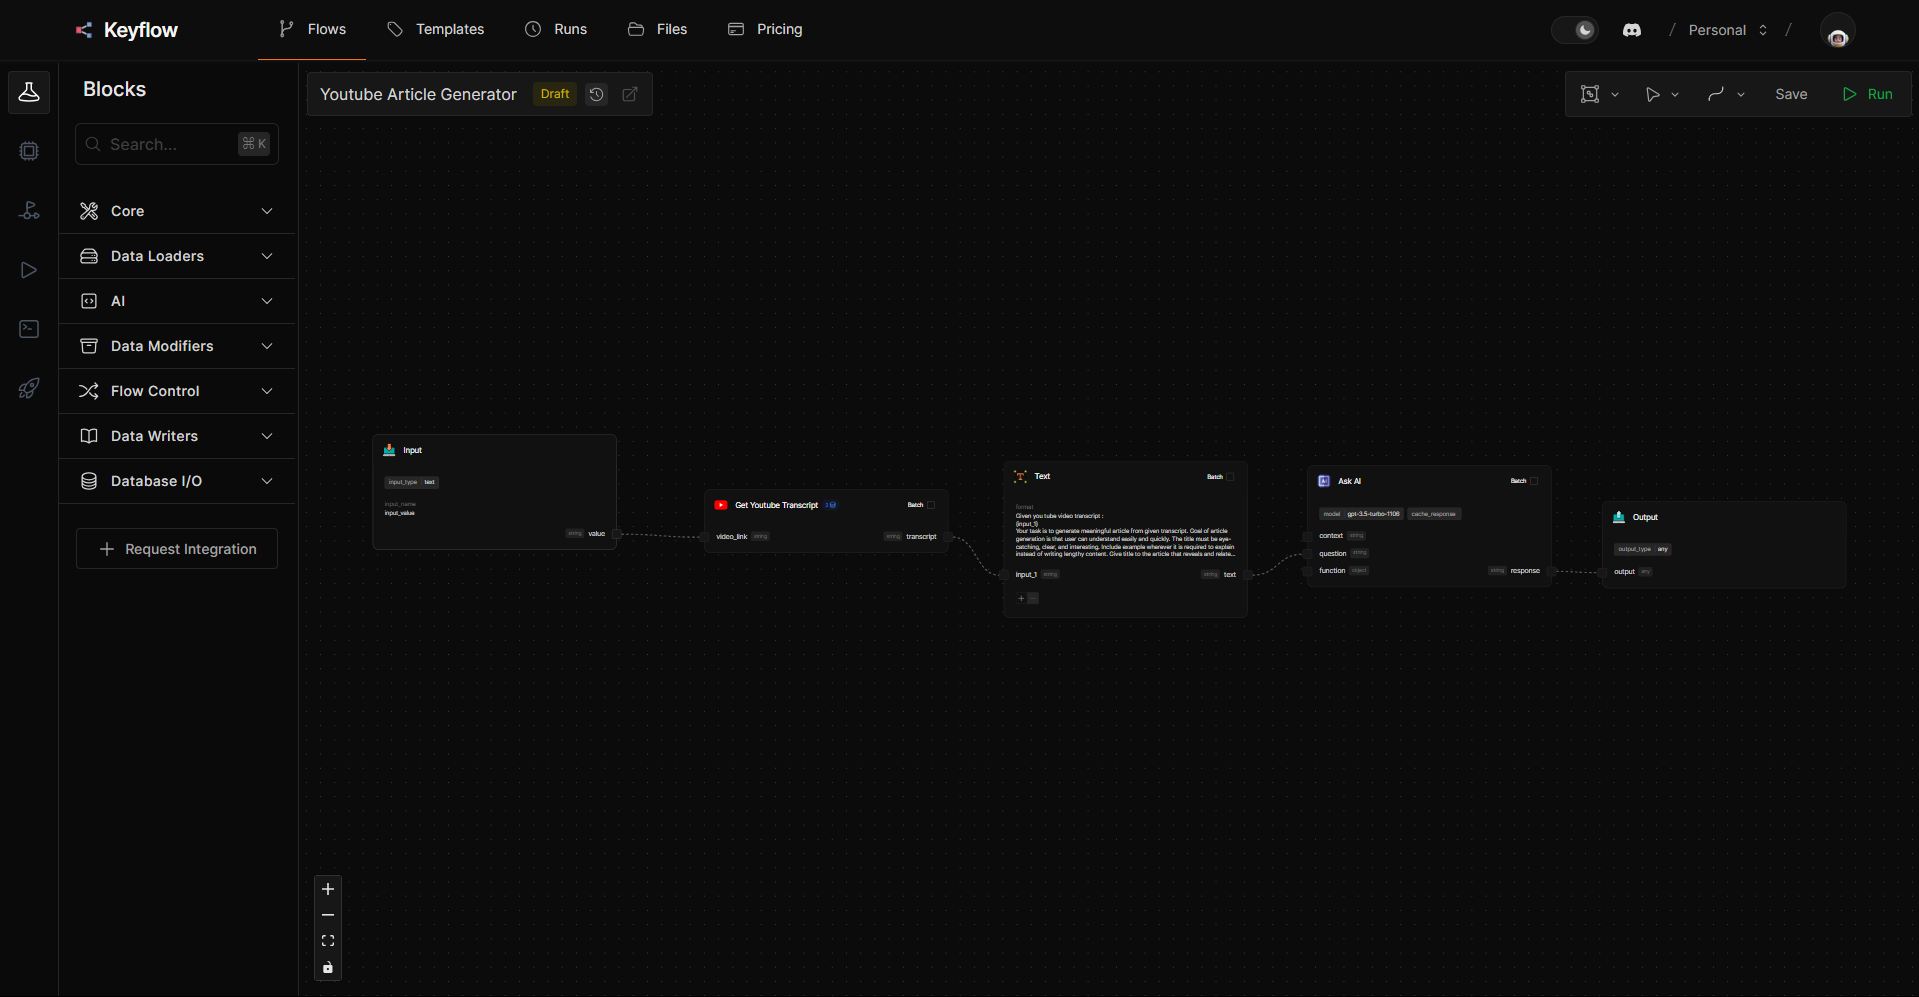 Keyflow
Flows
Templates
Runs
Files
Pricing
/ Personal /
Blocks
Search...
⌘ K
Core
Data Loaders
AI
Data Modifiers
Flow Control
Data Writers
Database I/O
Request Integration
Youtube Article Generator
Draft
Save
Run
Input
input_type text
input_name
input_value
string value
Get Youtube Transcript
Batch
video_link string
string transcript
Text
Batch
format
Given you tube video transcript :
{input_1}
Your task is to generate meaningful article from given transcript. Goal of article
generation is that user can understand easily and quickly. The title must be eye-
catching, clear, and interesting. Include example wherever it is required to explain
instead of writing lengthy content. Give title to the article that reveals and relate...
input_1 string
string text
Ask AI
Batch
model gpt-3.5-turbo-1106 cache_response
context string
question string
function object
string response
Output
output_type any
output any